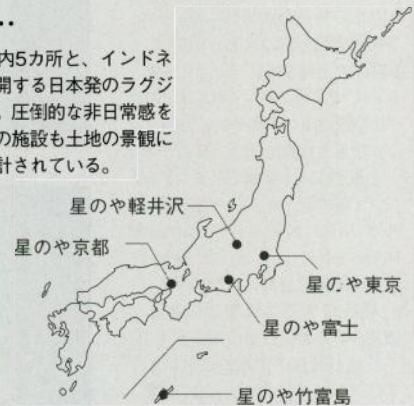 ..
内5カ所と、インドネ
開する日本発のラグジ
圧倒的な非日常感を
の施設も土地の景観に
計されている。
星のや軽井沢
星のや京都
星のや東京
星のや富士
星のや竹富島